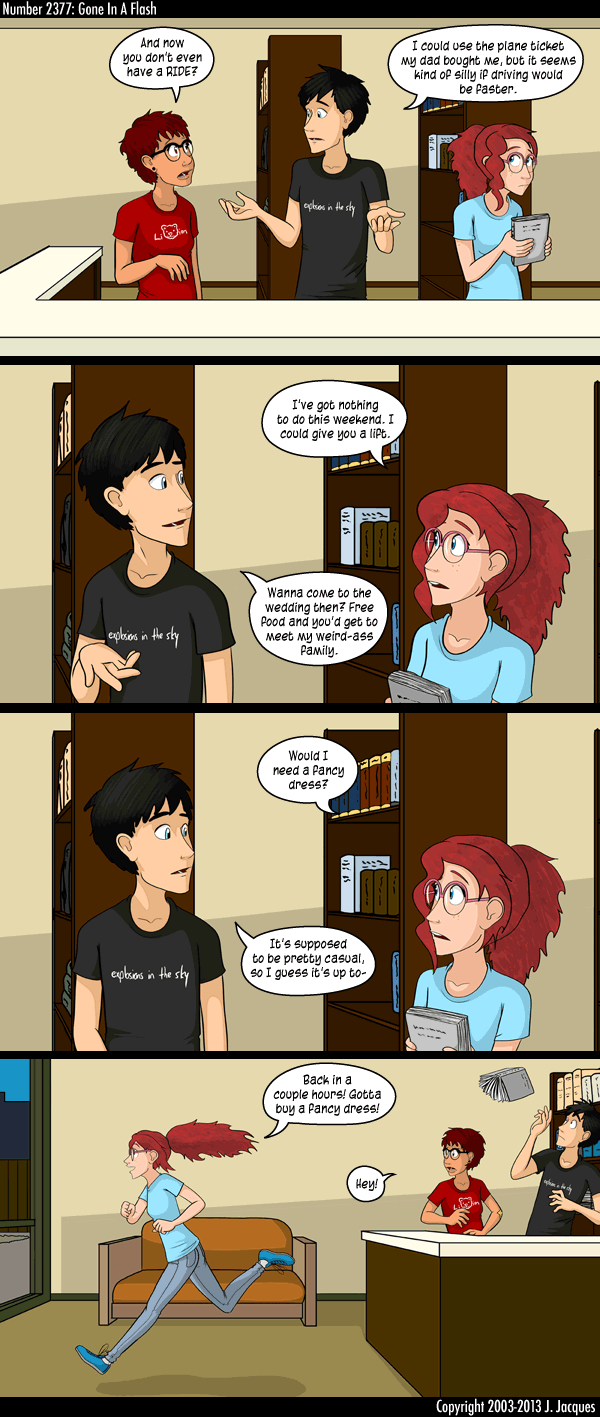 Number 2377: Gone In A Flash
And now
you don't even
have a RIDE?
I could use the plane ticket
my dad bought me, but it seems
kind of silly if driving would
be faster.
explosions in the sky
I've got nothing
to do this weekend. I
could give you a lift.
Wanna come to the
wedding then? Free
food and you'd get to
meet my weird-ass
family.
explosions in the sky
Would I
need a fancy
dress?
It's supposed
to be pretty casual,
so I guess it's up to-
explosions in the sky
Back in a
couple hours! Gotta
buy a fancy dress!
Hey!
explosions in the sky
Copyright 2003-2013 J. Jacques